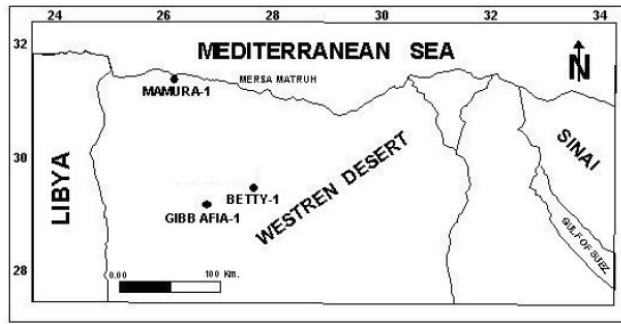 24 26 28 30 32 34
32
MEDITERRANEAN SEA
N
MERSA MATRUH
MAMURA-1
SINAI
30
LIBYA
WESTREN DESERT
BETTY-1
GIBB AFIA-1
GULF OF SUEZ
28
0.00 100 Km.